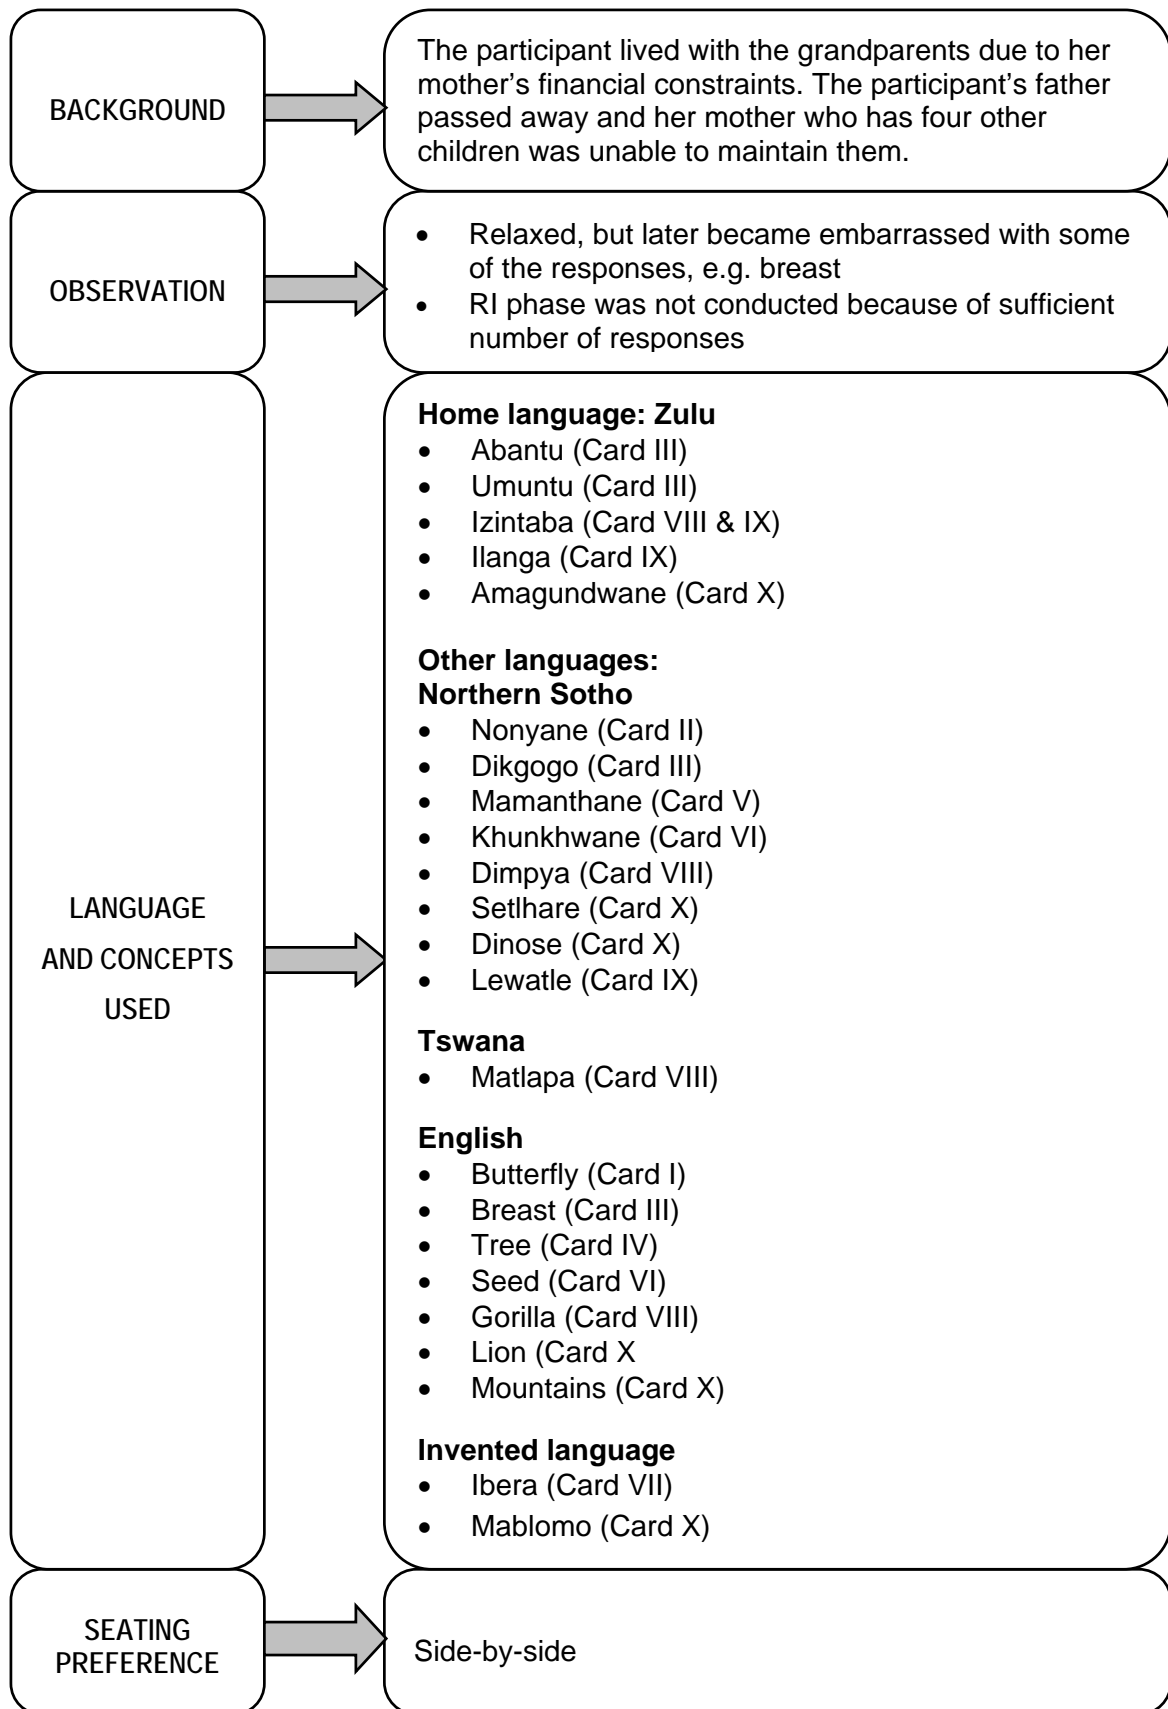 BACKGROUND
The participant lived with the grandparents due to her
mother’s financial constraints. The participant’s father
passed away and her mother who has four other
children was unable to maintain them.
OBSERVATION
• Relaxed, but later became embarrassed with some
of the responses, e.g. breast
• RI phase was not conducted because of sufficient
number of responses
LANGUAGE
AND CONCEPTS
USED
Home language: Zulu
• Abantu (Card III)
• Umuntu (Card III)
• Izintaba (Card VIII & IX)
• Ilanga (Card IX)
• Amagundwane (Card X)
Other languages:
Northern Sotho
• Nonyane (Card II)
• Dikgogo (Card III)
• Mamanthane (Card V)
• Khunkhwane (Card VI)
• Dimpya (Card VIII)
• Setlhare (Card X)
• Dinose (Card X)
• Lewatle (Card IX)
Tswana
• Matlapa (Card VIII)
English
• Butterfly (Card I)
• Breast (Card III)
• Tree (Card IV)
• Seed (Card VI)
• Gorilla (Card VIII)
• Lion (Card X
• Mountains (Card X)
Invented language
• Ibera (Card VII)
• Mablomo (Card X)
SEATING
PREFERENCE
Side-by-side